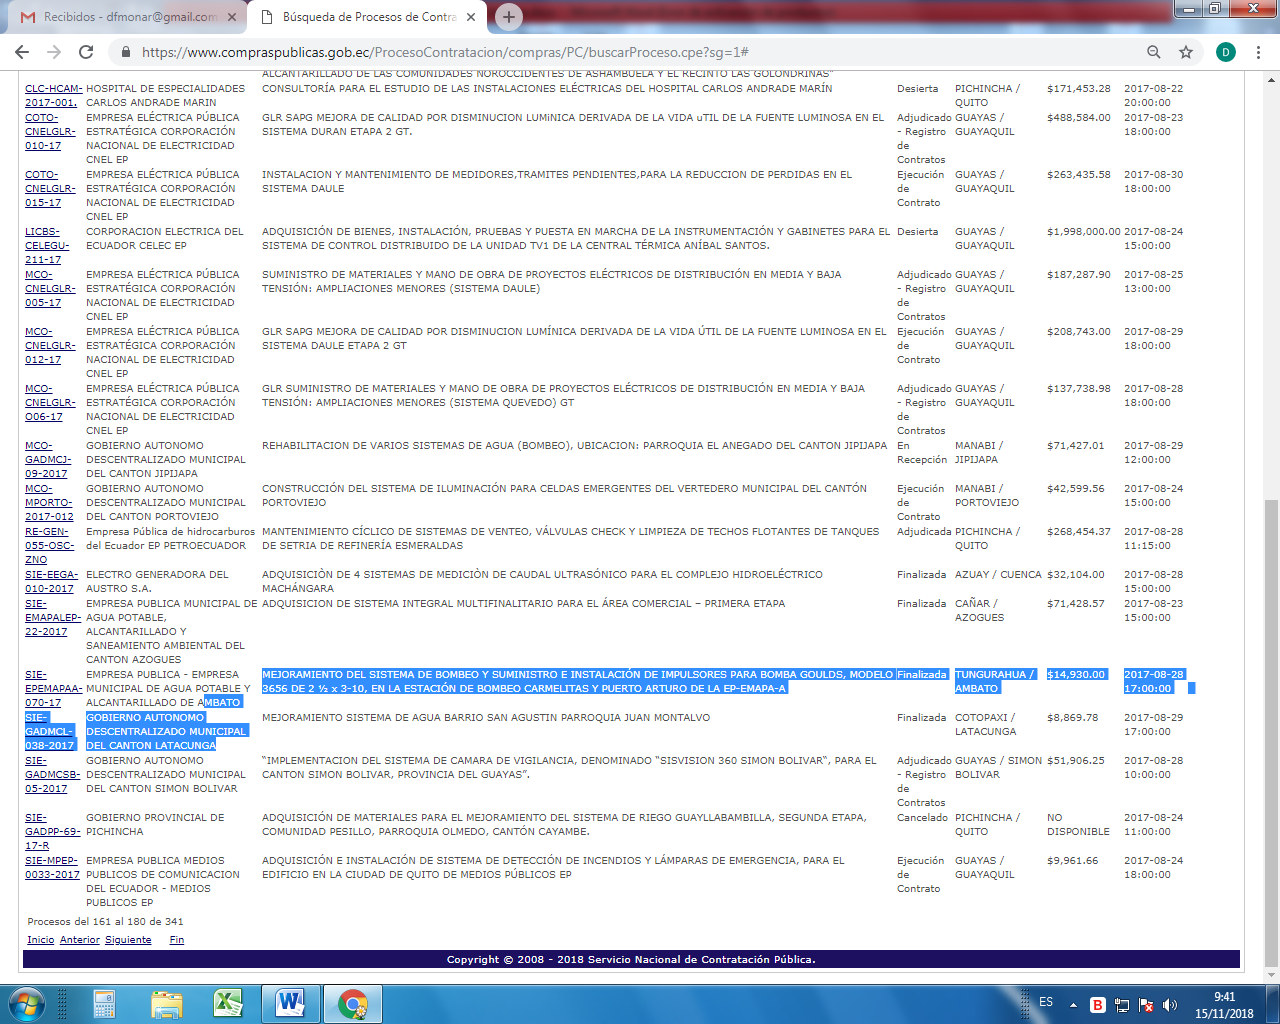 Recibidos - dfmonar@gmail.com
Búsqueda de Procesos de Contra
https://www.compraspublicas.gob.ec/ProcesoContratacion/compras/PC/buscarProceso.cpe?sg=1#
D
ALCANTARILLADO DE LAS COMUNIDADES NOROCCIDENTES DE ASHAMBUELA Y EL RECINTO LAS GOLONDRINAS"
CLC-HCAM- HOSPITAL DE ESPECIALIDADES CONSULTORÍA PARA EL ESTUDIO DE LAS INSTALACIONES ELÉCTRICAS DEL HOSPITAL CARLOS ANDRADE MARÍN Desierta PICHINCHA / $171,453.28 2017-08-22
2017-001. CARLOS ANDRADE MARIN QUITO 20:00:00
COTO- EMPRESA ELÉCTRICA PÚBLICA GLR SAPG MEJORA DE CALIDAD POR DISMINUCION LUMiNICA DERIVADA DE LA VIDA uTIL DE LA FUENTE LUMINOSA EN EL Adjudicado GUAYAS / $488,584.00 2017-08-23
CNELGLR- ESTRATÉGICA CORPORACIÓN SISTEMA DURAN ETAPA 2 GT. - Registro GUAYAQUIL 18:00:00
010-17 NACIONAL DE ELECTRICIDAD de
CNEL EP Contratos
COTO- EMPRESA ELÉCTRICA PÚBLICA INSTALACION Y MANTENIMIENTO DE MEDIDORES,TRAMITES PENDIENTES,PARA LA REDUCCION DE PERDIDAS EN EL Ejecución GUAYAS / $263,435.58 2017-08-30
CNELGLR- ESTRATÉGICA CORPORACIÓN SISTEMA DAULE de GUAYAQUIL 18:00:00
015-17 NACIONAL DE ELECTRICIDAD Contrato
CNEL EP
LICBS- CORPORACION ELECTRICA DEL ADQUISICIÓN DE BIENES, INSTALACIÓN, PRUEBAS Y PUESTA EN MARCHA DE LA INSTRUMENTACIÓN Y GABINETES PARA EL Desierta GUAYAS / $1,998,000.00 2017-08-24
CELEGU- ECUADOR CELEC EP SISTEMA DE CONTROL DISTRIBUIDO DE LA UNIDAD TV1 DE LA CENTRAL TÉRMICA ANÍBAL SANTOS. GUAYAQUIL 15:00:00
211-17
MCO- EMPRESA ELÉCTRICA PÚBLICA SUMINISTRO DE MATERIALES Y MANO DE OBRA DE PROYECTOS ELÉCTRICOS DE DISTRIBUCIÓN EN MEDIA Y BAJA Adjudicado GUAYAS / $187,287.90 2017-08-25
CNELGLR- ESTRATÉGICA CORPORACIÓN TENSIÓN: AMPLIACIONES MENORES (SISTEMA DAULE) - Registro GUAYAQUIL 13:00:00
005-17 NACIONAL DE ELECTRICIDAD de
CNEL EP Contratos
MCO- EMPRESA ELÉCTRICA PÚBLICA GLR SAPG MEJORA DE CALIDAD POR DISMINUCION LUMÍNICA DERIVADA DE LA VIDA ÚTIL DE LA FUENTE LUMINOSA EN EL Ejecución GUAYAS / $208,743.00 2017-08-29
CNELGLR- ESTRATÉGICA CORPORACIÓN SISTEMA DAULE ETAPA 2 GT de GUAYAQUIL 18:00:00
012-17 NACIONAL DE ELECTRICIDAD Contrato
CNEL EP
MCO- EMPRESA ELÉCTRICA PÚBLICA GLR SUMINISTRO DE MATERIALES Y MANO DE OBRA DE PROYECTOS ELÉCTRICOS DE DISTRIBUCIÓN EN MEDIA Y BAJA Adjudicado GUAYAS / $137,738.98 2017-08-28
CNELGLR- ESTRATÉGICA CORPORACIÓN TENSIÓN: AMPLIACIONES MENORES (SISTEMA QUEVEDO) GT - Registro GUAYAQUIL 18:00:00
O06-17 NACIONAL DE ELECTRICIDAD de
CNEL EP Contratos
MCO- GOBIERNO AUTONOMO REHABILITACION DE VARIOS SISTEMAS DE AGUA (BOMBEO), UBICACION: PARROQUIA EL ANEGADO DEL CANTON JIPIJAPA En MANABI / $71,427.01 2017-08-29
GADMCJ- DESCENTRALIZADO MUNICIPAL Recepción JIPIJAPA 12:00:00
09-2017 DEL CANTON JIPIJAPA
MCO- GOBIERNO AUTONOMO CONSTRUCCIÓN DEL SISTEMA DE ILUMINACIÓN PARA CELDAS EMERGENTES DEL VERTEDERO MUNICIPAL DEL CANTÓN Ejecución MANABI / $42,599.56 2017-08-24
MPORTO- DESCENTRALIZADO MUNICIPAL PORTOVIEJO de PORTOVIEJO 15:00:00
2017-012 DEL CANTON PORTOVIEJO Contrato
RE-GEN- Empresa Pública de hidrocarburos MANTENIMIENTO CÍCLICO DE SISTEMAS DE VENTEO, VÁLVULAS CHECK Y LIMPIEZA DE TECHOS FLOTANTES DE TANQUES Adjudicada PICHINCHA / $268,454.37 2017-08-28
055-OSC- del Ecuador EP PETROECUADOR DE SETRIA DE REFINERÍA ESMERALDAS QUITO 11:15:00
ZNO
SIE-EEGA- ELECTRO GENERADORA DEL ADQUISICIÒN DE 4 SISTEMAS DE MEDICIÒN DE CAUDAL ULTRASÓNICO PARA EL COMPLEJO HIDROELÉCTRICO Finalizada AZUAY / CUENCA $32,104.00 2017-08-28
010-2017 AUSTRO S.A. MACHÁNGARA 15:00:00
SIE- EMPRESA PUBLICA MUNICIPAL DE ADQUISICION DE SISTEMA INTEGRAL MULTIFINALITARIO PARA EL ÁREA COMERCIAL – PRIMERA ETAPA Finalizada CAÑAR / $71,428.57 2017-08-23
EMAPALEP- AGUA POTABLE, AZOGUES 15:00:00
22-2017 ALCANTARILLADO Y
SANEAMIENTO AMBIENTAL DEL
CANTON AZOGUES
SIE- EMPRESA PUBLICA - EMPRESA MEJORAMIENTO DEL SISTEMA DE BOMBEO Y SUMINISTRO E INSTALACIÓN DE IMPULSORES PARA BOMBA GOULDS, MODELO Finalizada TUNGURAHUA / $14,930.00 2017-08-28
EPEMAPAA- MUNICIPAL DE AGUA POTABLE Y 3656 DE 2 ½ x 3-10, EN LA ESTACIÓN DE BOMBEO CARMELITAS Y PUERTO ARTURO DE LA EP-EMAPA-A AMBATO 17:00:00
070-17 ALCANTARILLADO DE AMBATO
SIE- GOBIERNO AUTONOMO MEJORAMIENTO SISTEMA DE AGUA BARRIO SAN AGUSTIN PARROQUIA JUAN MONTALVO Finalizada COTOPAXI / $8,869.78 2017-08-29
GADMCL- DESCENTRALIZADO MUNICIPAL LATACUNGA 17:00:00
038-2017 DEL CANTON LATACUNGA
SIE- GOBIERNO AUTONOMO "IMPLEMENTACION DEL SISTEMA DE CAMARA DE VIGILANCIA, DENOMINADO "SISVISION 360 SIMON BOLIVAR", PARA EL Adjudicado GUAYAS / SIMON $51,906.25 2017-08-28
GADMCSB- DESCENTRALIZADO MUNICIPAL CANTON SIMON BOLIVAR, PROVINCIA DEL GUAYAS". - Registro BOLIVAR 10:00:00
05-2017 DEL CANTON SIMON BOLIVAR de
Contratos
SIE- GOBIERNO PROVINCIAL DE ADQUISICIÓN DE MATERIALES PARA EL MEJORAMIENTO DEL SISTEMA DE RIEGO GUAYLLABAMBILLA, SEGUNDA ETAPA, Cancelado PICHINCHA / NO 2017-08-24
GADPP-69- PICHINCHA COMUNIDAD PESILLO, PARROQUIA OLMEDO, CANTÓN CAYAMBE. QUITO DISPONIBLE 11:00:00
17-R
SIE-MPEP- EMPRESA PUBLICA MEDIOS ADQUISICIÓN E INSTALACIÓN DE SISTEMA DE DETECCIÓN DE INCENDIOS Y LÁMPARAS DE EMERGENCIA, PARA EL Ejecución GUAYAS / $9,961.66 2017-08-24
0033-2017 PUBLICOS DE COMUNICACION EDIFICIO EN LA CIUDAD DE QUITO DE MEDIOS PÚBLICOS EP de GUAYAQUIL 18:00:00
DEL ECUADOR - MEDIOS Contrato
PUBLICOS EP
Procesos del 161 al 180 de 341
Inicio Anterior Siguiente Fin
Copyright © 2008 - 2018 Servicio Nacional de Contratación Pública.
ES
B
9:41
15/11/2018